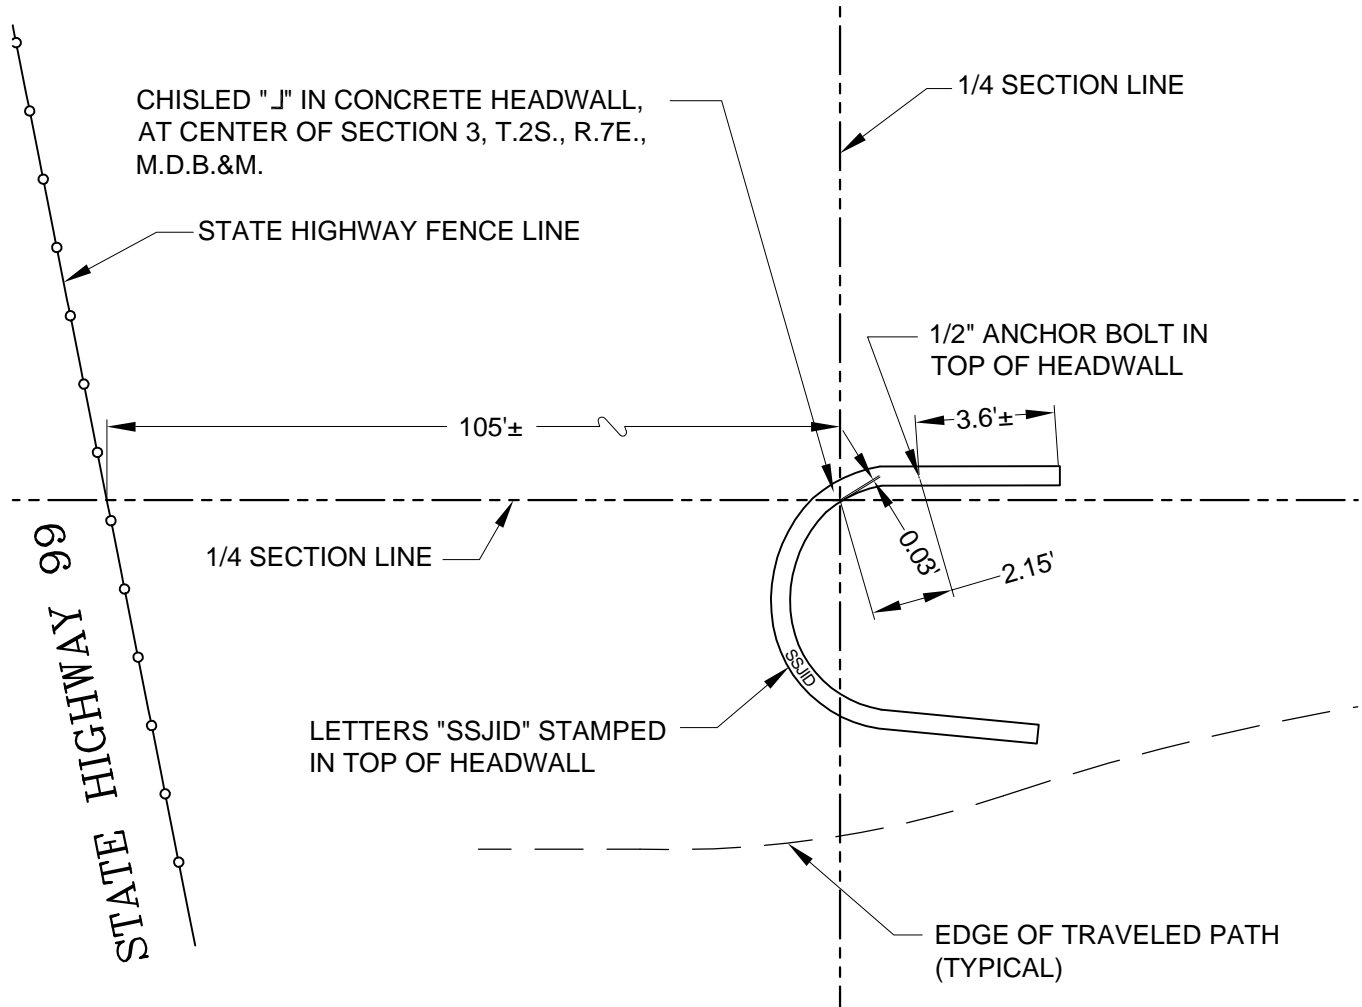 CHISLED "⅃" IN CONCRETE HEADWALL,
AT CENTER OF SECTION 3, T.2S., R.7E.,
M.D.B.&M.
1/4 SECTION LINE
STATE HIGHWAY FENCE LINE
1/2" ANCHOR BOLT IN
TOP OF HEADWALL
105'±
3.6'±
1/4 SECTION LINE
0.03'
2.15'
STATE HIGHWAY 99
SSJID
LETTERS "SSJID" STAMPED
IN TOP OF HEADWALL
EDGE OF TRAVELED PATH
(TYPICAL)